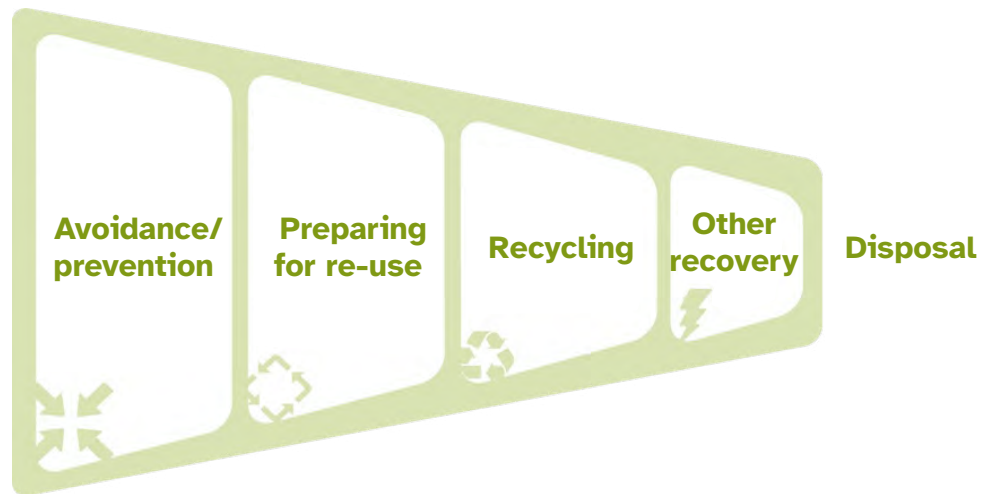 Avoidance/
prevention
Preparing
for re-use
Recycling
Other
recovery
Disposal